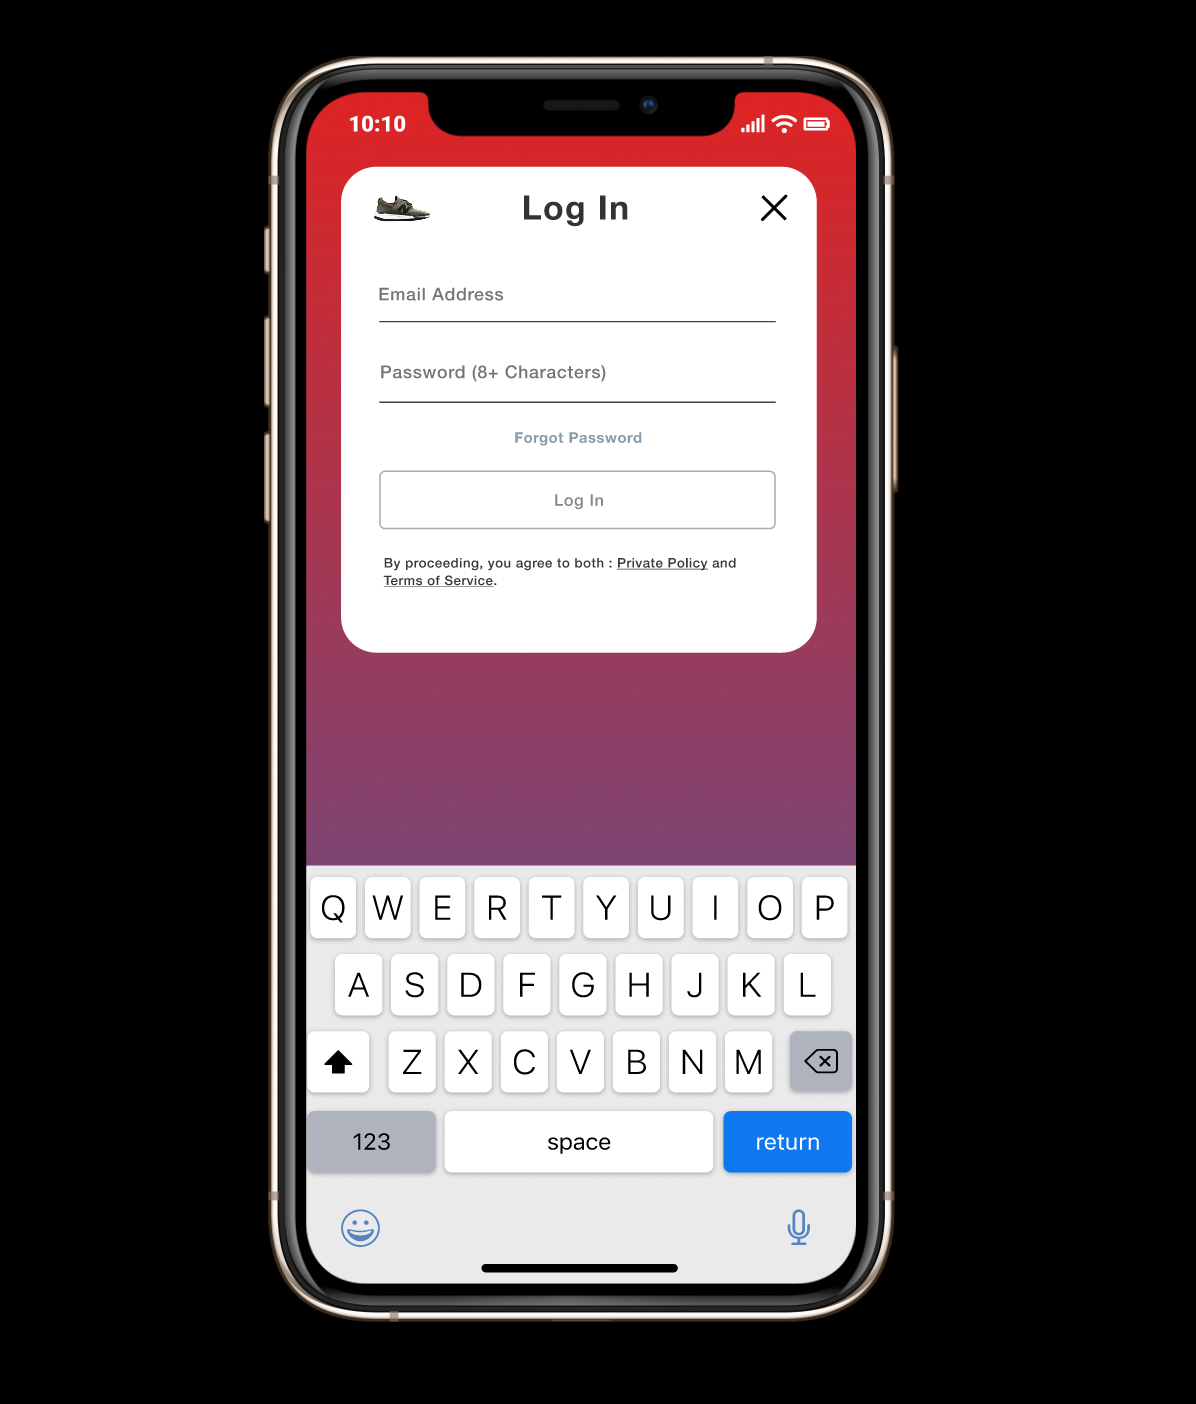 10:10
Log In
Email Address
Password (8+ Characters)
Forgot Password
Log In
By proceeding, you agree to both : Private Policy and
Terms of Service.
Q W E R T Y U I O P
A S D F G H J K L
Z X C V B N M
123 space return